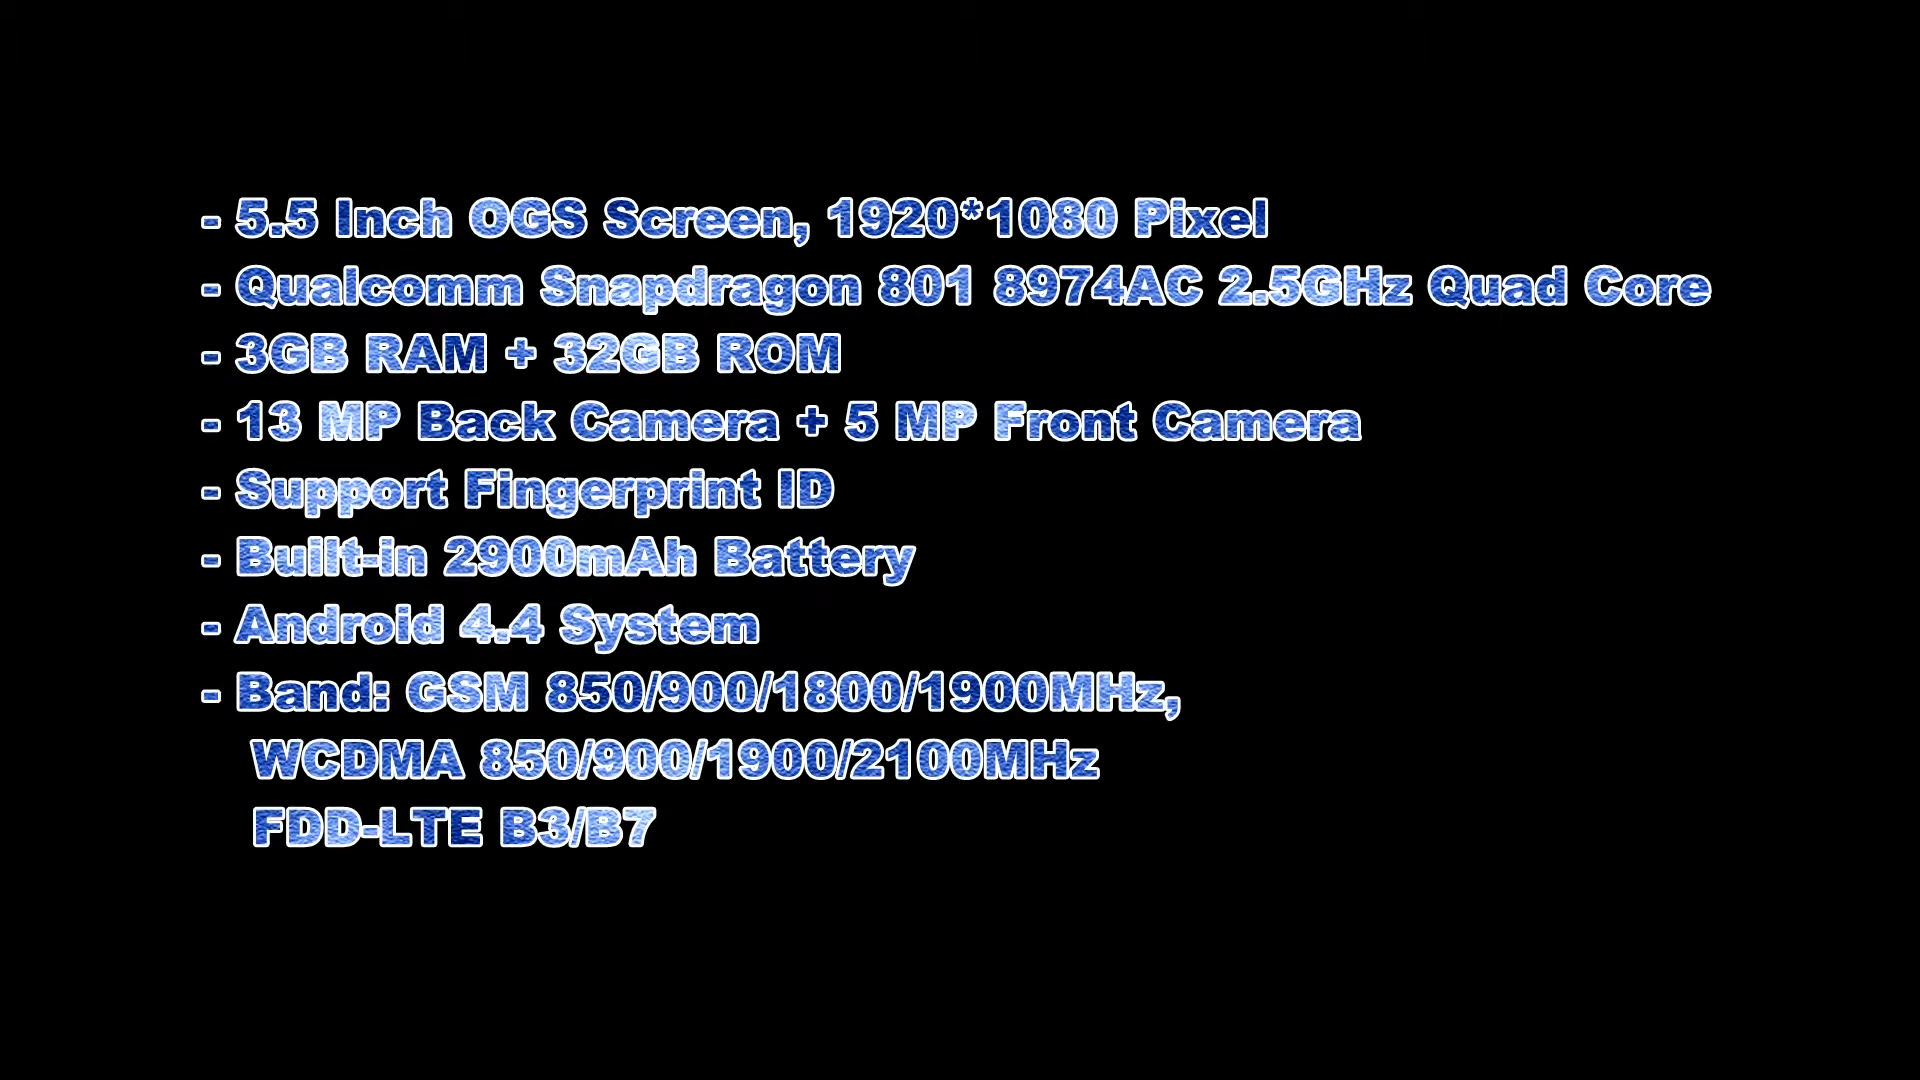 - 5.5 Inch OGS Screen, 1920*1080 Pixel
- Qualcomm Snapdragon 801 8974AC 2.5GHz Quad Core
- 3GB RAM + 32GB ROM
- 13 MP Back Camera + 5 MP Front Camera
- Support Fingerprint ID
- Built-in 2900mAh Battery
- Android 4.4 System
- Band: GSM 850/900/1800/1900MHz,
WCDMA 850/900/1900/2100MHz
FDD-LTE B3/B7